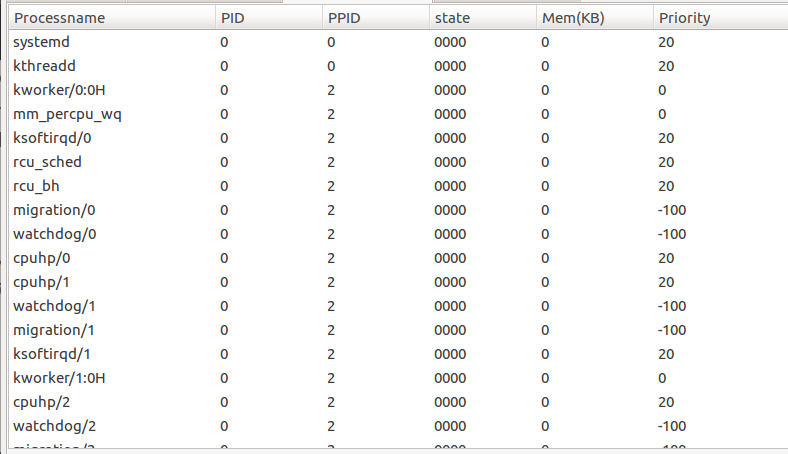 Processname PID PPID state Mem(KB) Priority
systemd 0 0 0000 0 20
kthreadd 0 0 0000 0 20
kworker/0:0H 0 2 0000 0 0
mm_percpu_wq 0 2 0000 0 0
ksoftirqd/0 0 2 0000 0 20
rcu_sched 0 2 0000 0 20
rcu_bh 0 2 0000 0 20
migration/0 0 2 0000 0 -100
watchdog/0 0 2 0000 0 -100
cpuhp/0 0 2 0000 0 20
cpuhp/1 0 2 0000 0 20
watchdog/1 0 2 0000 0 -100
migration/1 0 2 0000 0 -100
ksoftirqd/1 0 2 0000 0 20
kworker/1:0H 0 2 0000 0 0
cpuhp/2 0 2 0000 0 20
watchdog/2 0 2 0000 0 -100